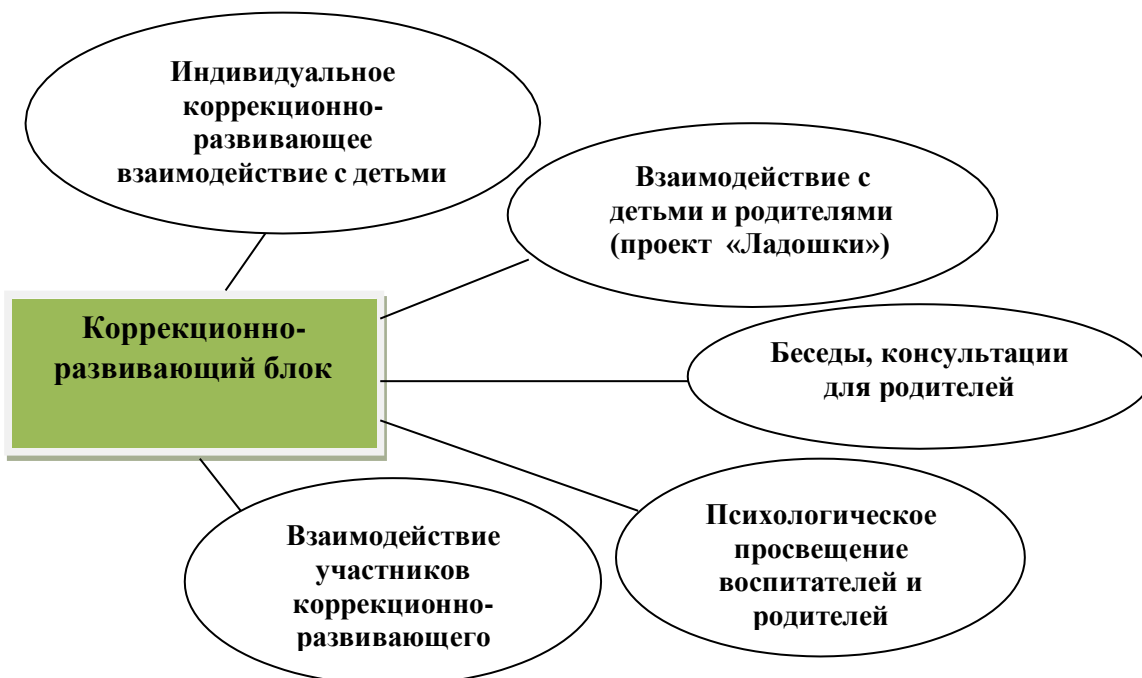 Индивидуальное
коррекционно-
развивающее
взаимодействие с детьми
Взаимодействие с
детьми и родителями
(проект «Ладошки»)
Коррекционно-
развивающий блок
Беседы, консультации
для родителей
Психологическое
просвещение
воспитателей и
родителей
Взаимодействие
участников
коррекционно-
развивающего